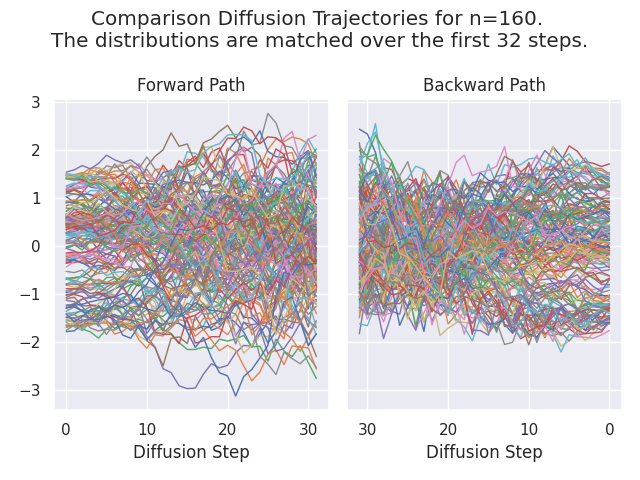 Comparison Diffusion Trajectories for n=160.
The distributions are matched over the first 32 steps.
Forward Path
Backward Path
3
2
1
0
−1
−2
−3
0 10 20 30
30 20 10 0
Diffusion Step
Diffusion Step